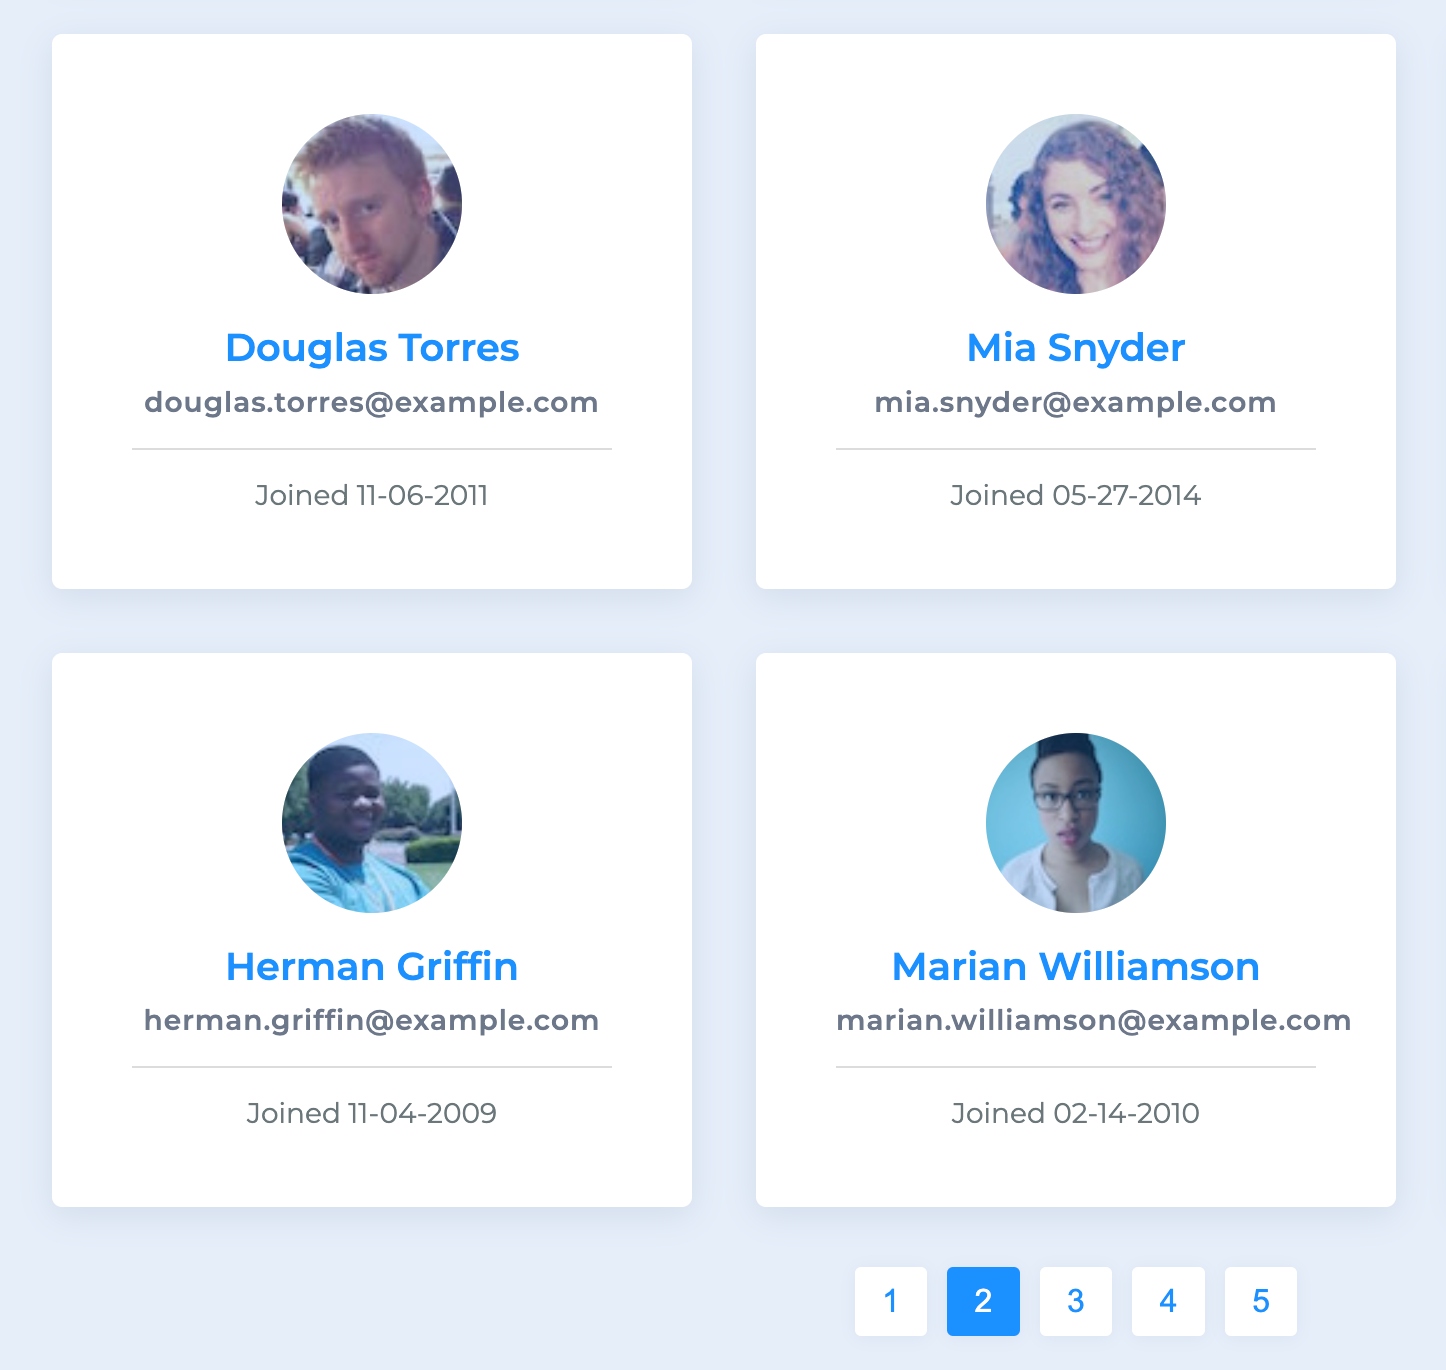 Douglas Torres
douglas.torres@example.com
Joined 11-06-2011
Mia Snyder
mia.snyder@example.com
Joined 05-27-2014
Herman Griffin
herman.griffin@example.com
Joined 11-04-2009
Marian Williamson
marian.williamson@example.com
Joined 02-14-2010
1 2 3 4 5